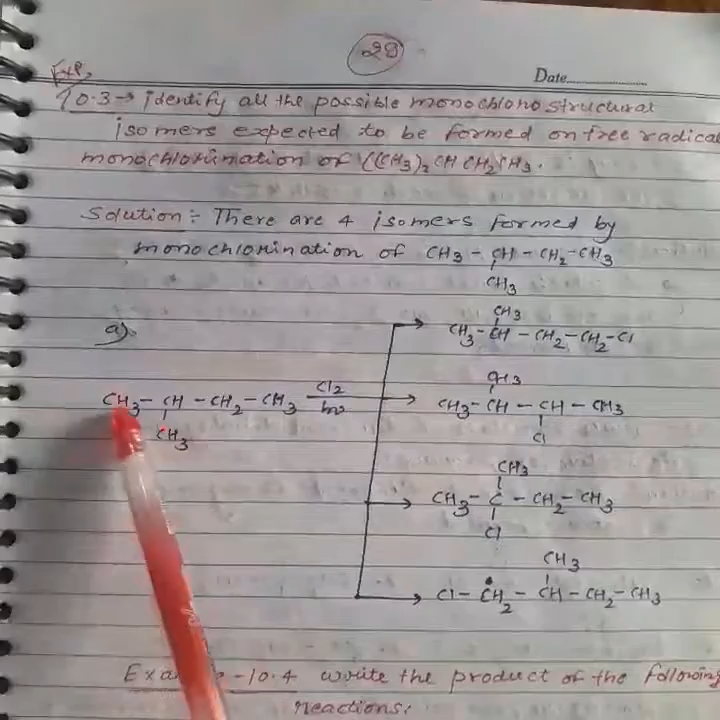 28
Date
Exp.
10.3→ identify all the possible monochloro structural
isomers expected to be formed on free radical
monochlorination of ((CH3)2CH CH2CH3.
Solution:- There are 4 isomers formed by
monochlorination of CH3 - CH - CH2-CH3
CH3
CH3
CH3-CH - CH2-CH2-Cl
a).
CH3
CH3- CH - CH2 - CH3 Cl2 hν
CH3- CH - CH - CH3
CH3
Cl
CH3
CH3- C - CH2- CH3
Cl
CH3
Cl- CH2 - CH-CH2-CH3
Exa -10.4 write the product of the following
reactions: